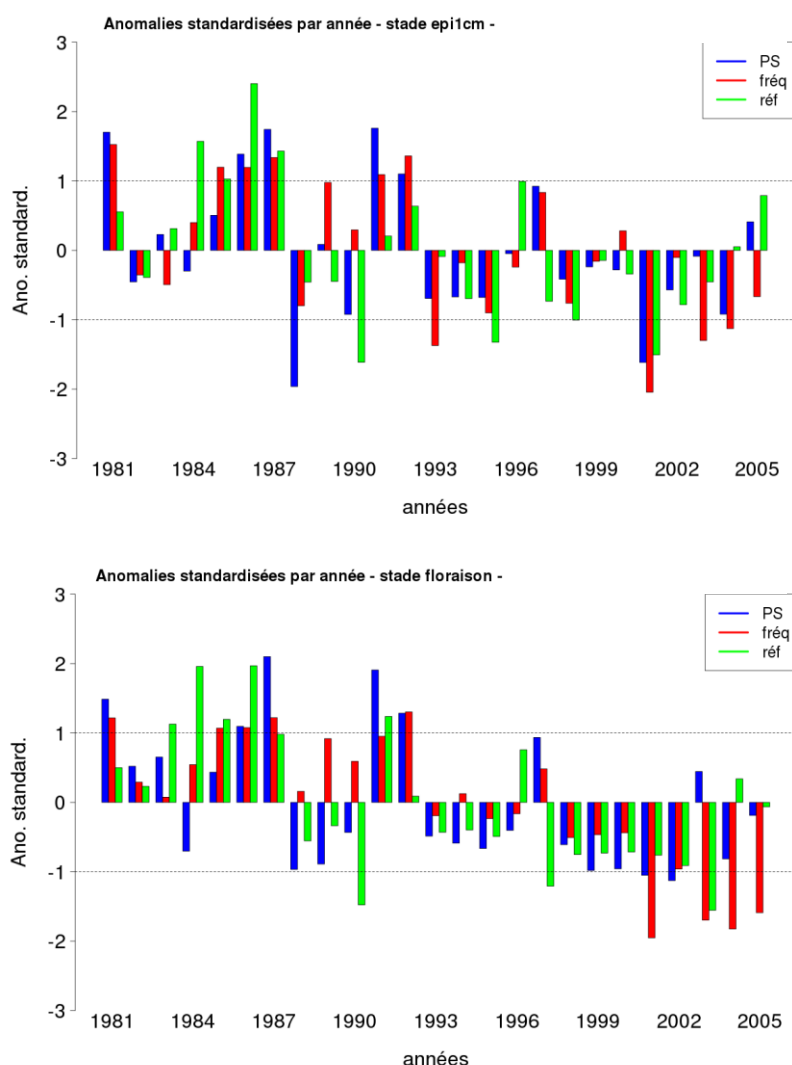 Anomalies standardisées par année - stade epi1cm -
3
2
1
0
-1
-2
-3
Ano. standard.
PS
fréq
réf
1981 1984 1987 1990 1993 1996 1999 2002 2005
années
Anomalies standardisées par année - stade floraison -
3
2
1
0
-1
-2
-3
Ano. standard.
PS
fréq
réf
1981 1984 1987 1990 1993 1996 1999 2002 2005
années